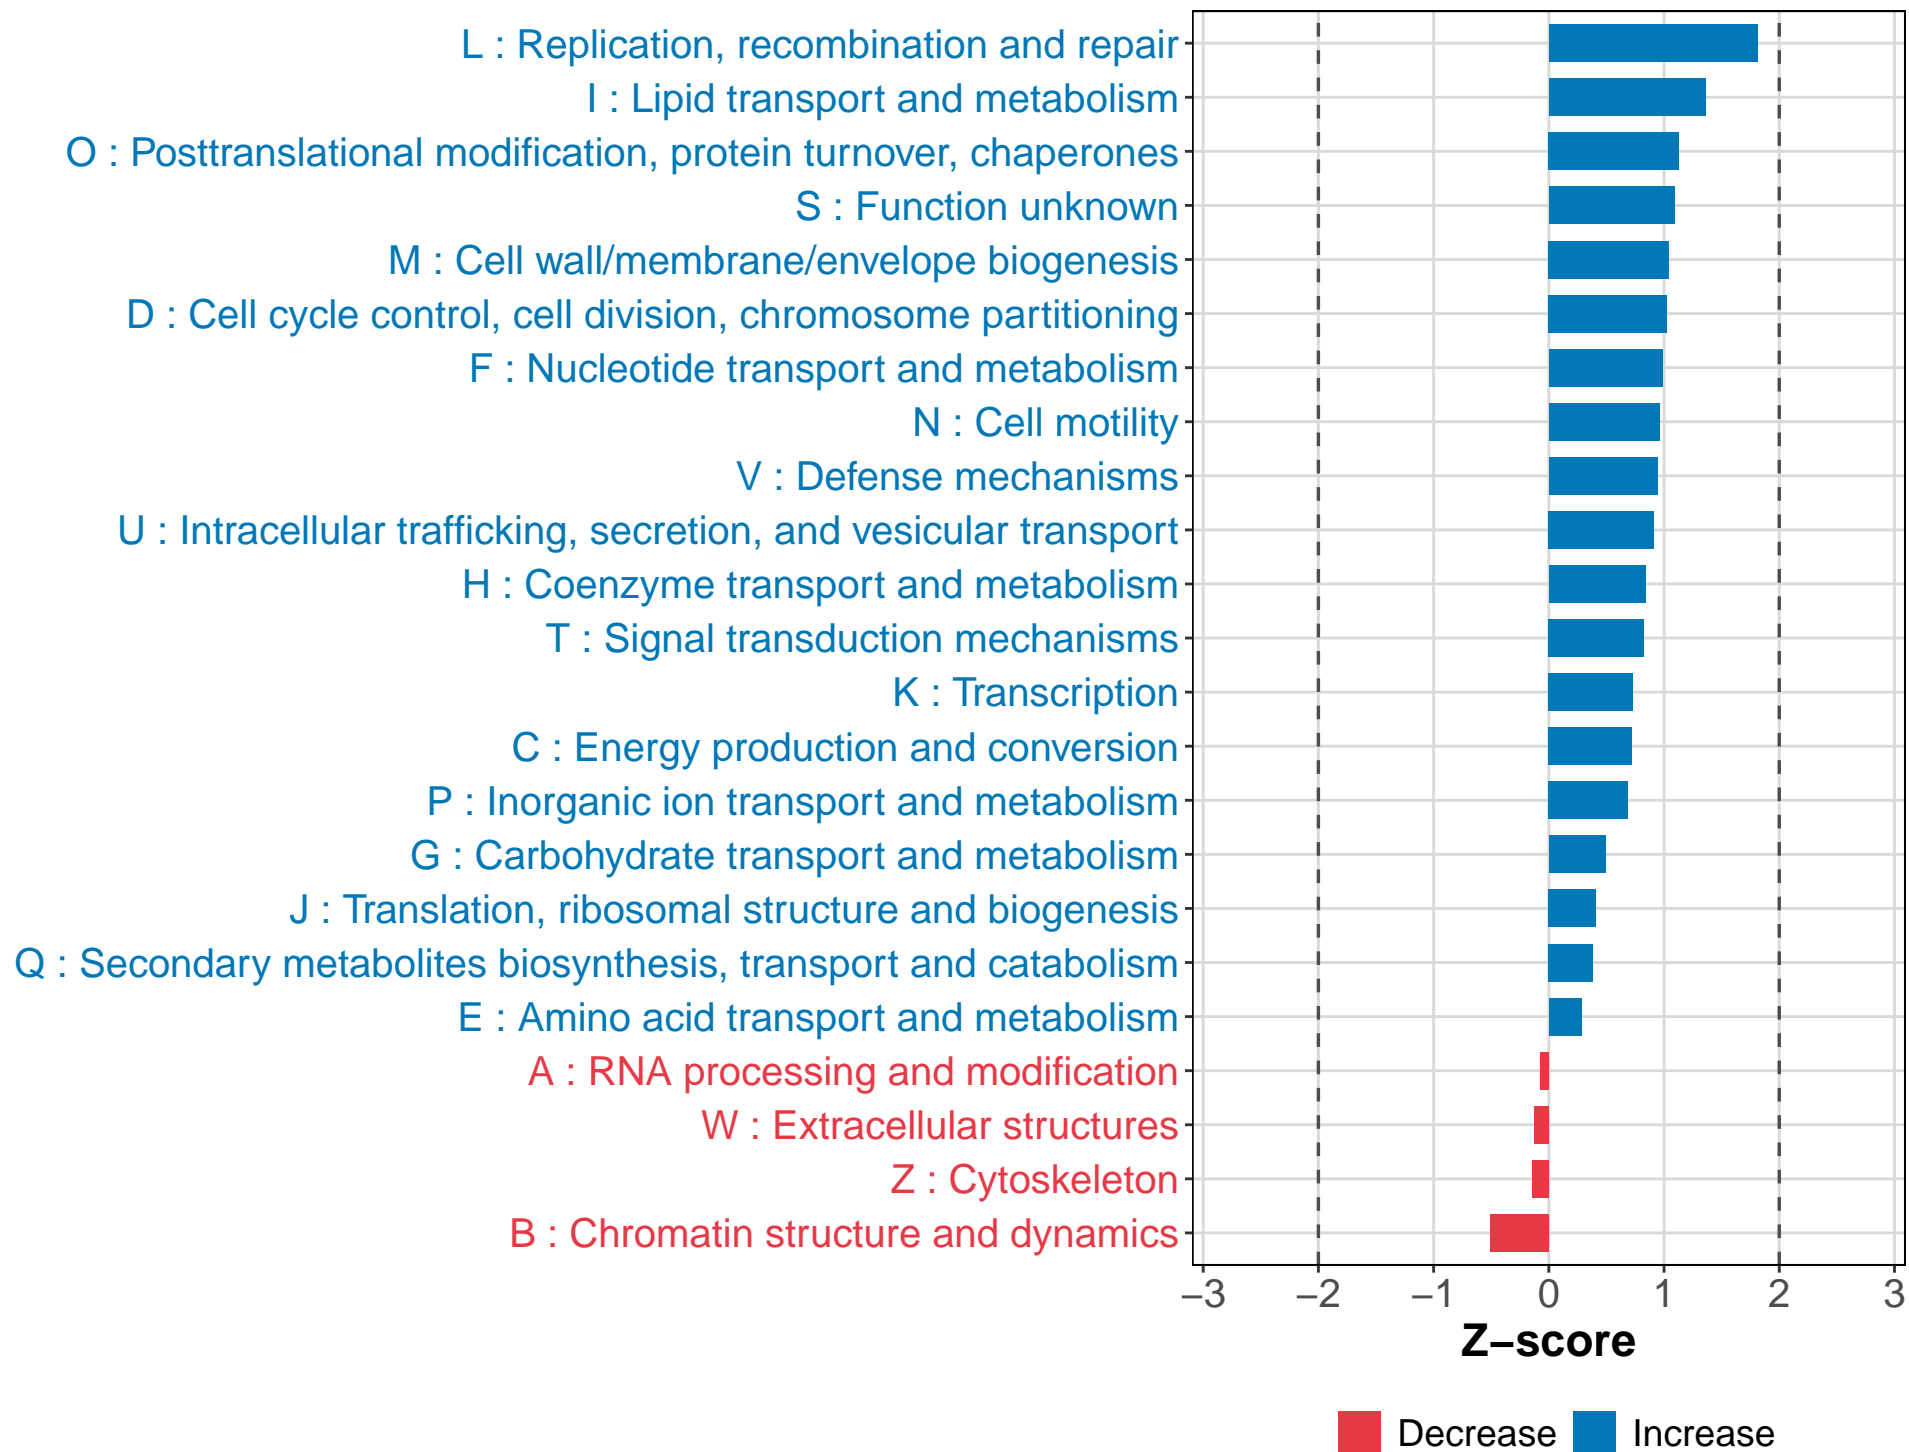 L : Replication, recombination and repair
I : Lipid transport and metabolism
O : Posttranslational modification, protein turnover, chaperones
S : Function unknown
M : Cell wall/membrane/envelope biogenesis
D : Cell cycle control, cell division, chromosome partitioning
F : Nucleotide transport and metabolism
N : Cell motility
V : Defense mechanisms
U : Intracellular trafficking, secretion, and vesicular transport
H : Coenzyme transport and metabolism
T : Signal transduction mechanisms
K : Transcription
C : Energy production and conversion
P : Inorganic ion transport and metabolism
G : Carbohydrate transport and metabolism
J : Translation, ribosomal structure and biogenesis
Q : Secondary metabolites biosynthesis, transport and catabolism
E : Amino acid transport and metabolism
A : RNA processing and modification
W : Extracellular structures
Z : Cytoskeleton
B : Chromatin structure and dynamics
−3 −2 −1 0 1 2 3
Z−score
Decrease Increase